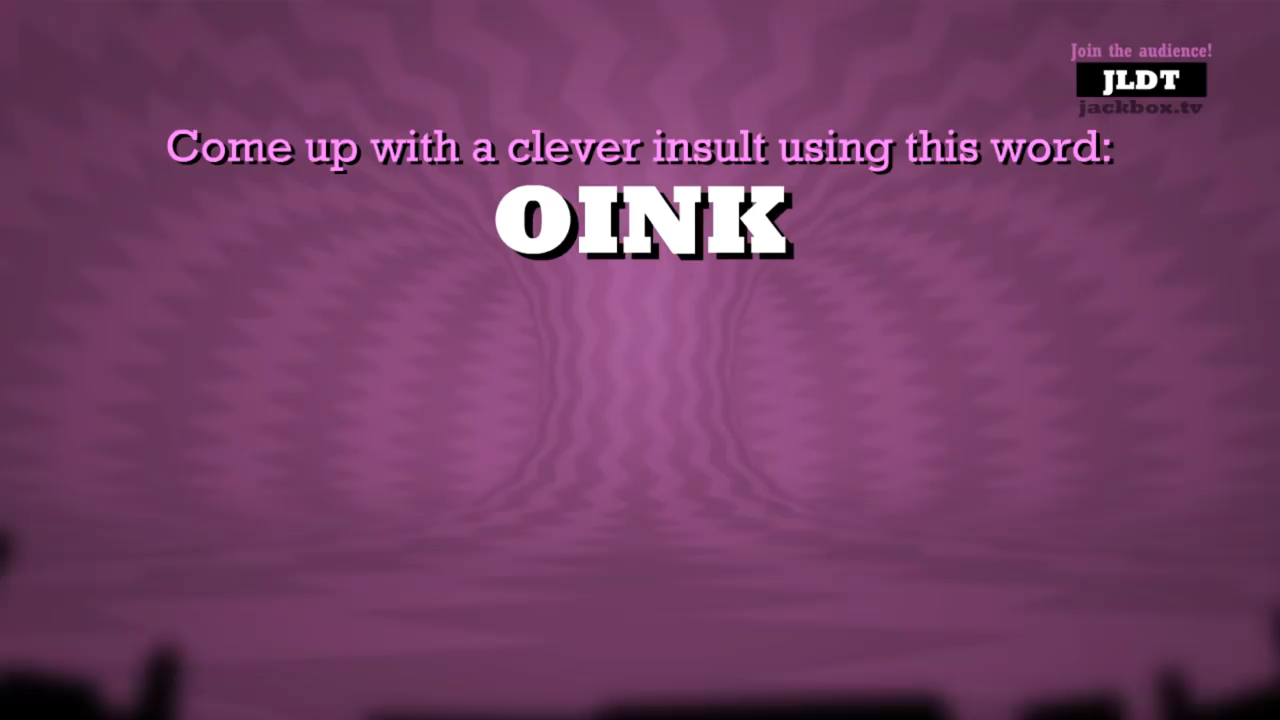 Join the audience!
JLDT
jackbox.tv
Come up with a clever insult using this word:
OINK